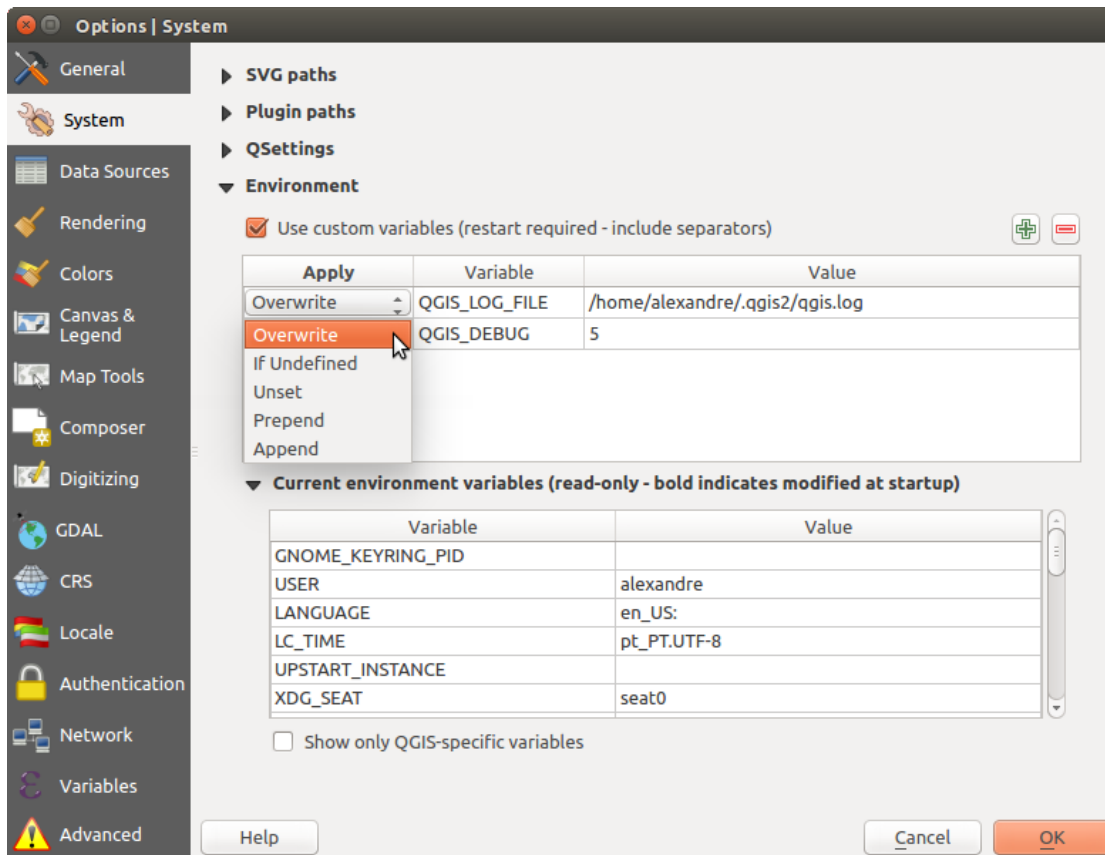 Options | System
General
System
Data Sources
Rendering
Colors
Canvas &
Legend
Map Tools
Composer
Digitizing
GDAL
CRS
Locale
Authentication
Network
Variables
Advanced
SVG paths
Plugin paths
QSettings
Environment
Use custom variables (restart required - include separators)
Apply Variable Value
Overwrite QGIS_LOG_FILE /home/alexandre/.qgis2/qgis.log
Overwrite QGIS_DEBUG 5
If Undefined
Unset
Prepend
Append
Current environment variables (read-only - bold indicates modified at startup)
Variable Value
GNOME_KEYRING_PID
USER alexandre
LANGUAGE en_US:
LC_TIME pt_PT.UTF-8
UPSTART_INSTANCE
XDG_SEAT seat0
Show only QGIS-specific variables
Help Cancel OK